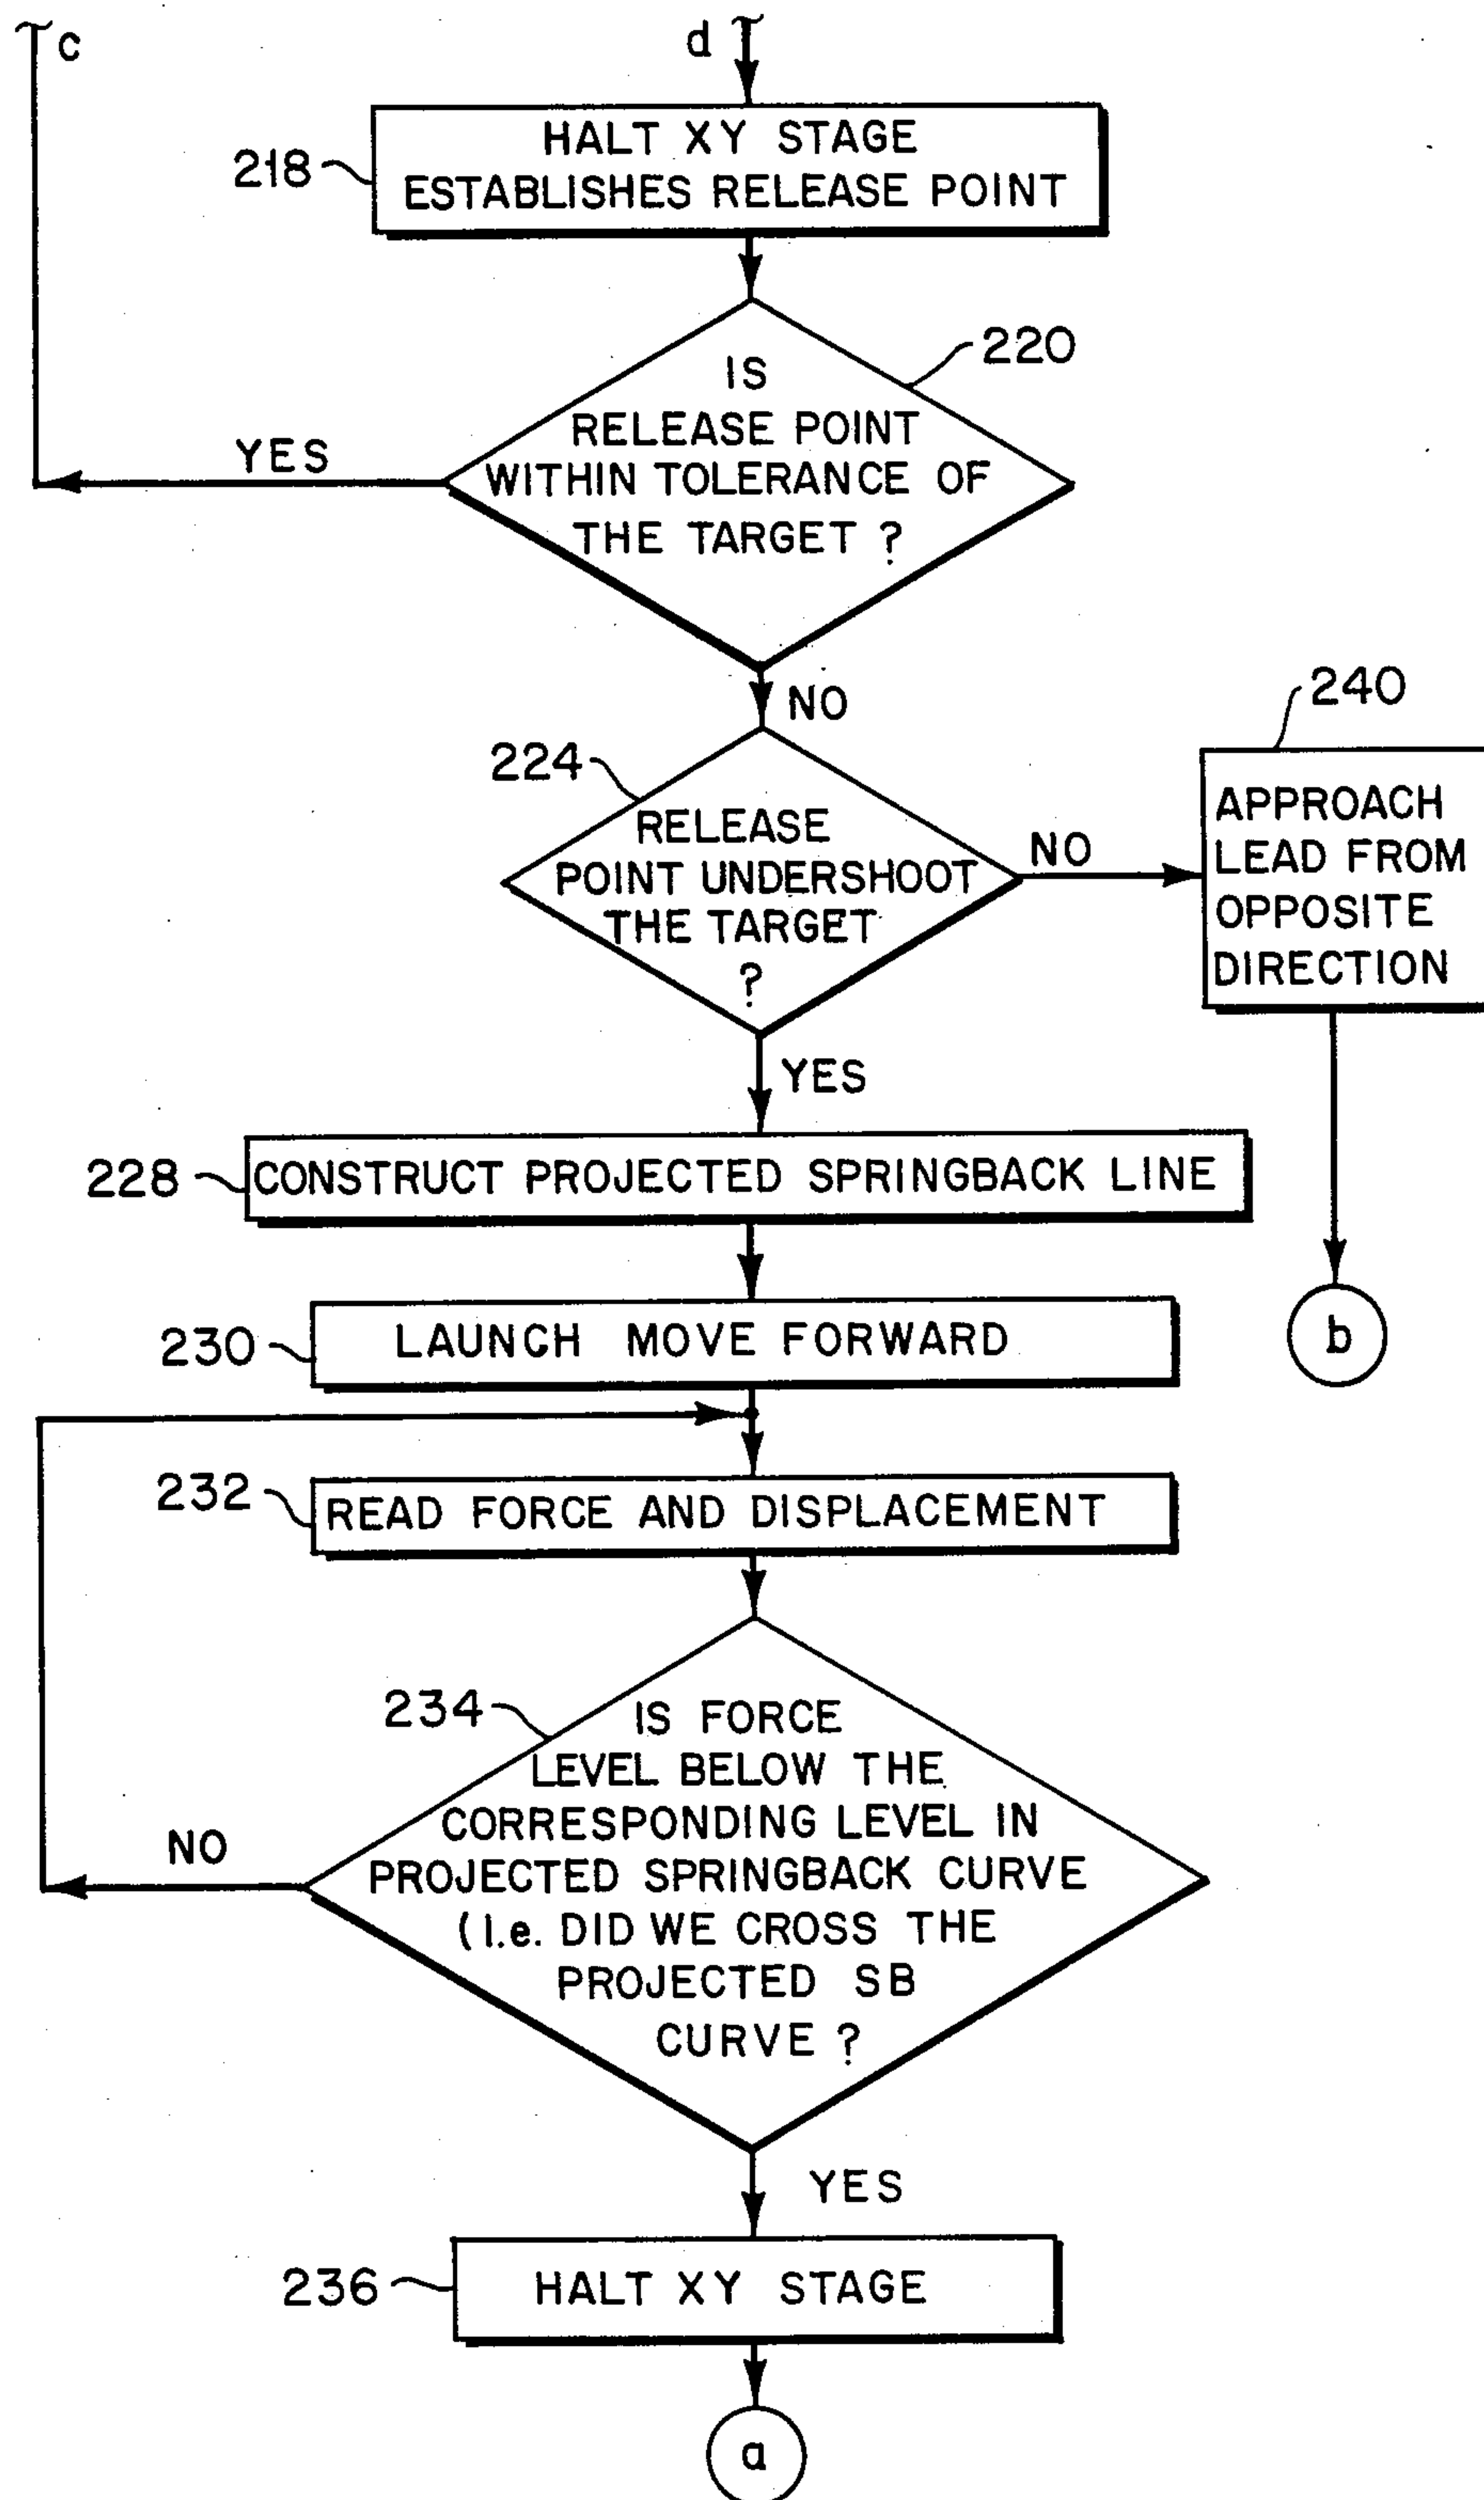 c
d
218
HALT XY STAGE
ESTABLISHES RELEASE POINT
220
IS
RELEASE POINT
WITHIN TOLERANCE OF
THE TARGET ?
YES
NO
224
RELEASE
POINT UNDERSHOOT
THE TARGET
?
NO
240
APPROACH
LEAD FROM
OPPOSITE
DIRECTION
b
YES
228
CONSTRUCT PROJECTED SPRINGBACK LINE
230
LAUNCH MOVE FORWARD
232
READ FORCE AND DISPLACEMENT
234
IS FORCE
LEVEL BELOW THE
CORRESPONDING LEVEL IN
PROJECTED SPRINGBACK CURVE
(I.e. DID WE CROSS THE
PROJECTED SB
CURVE ?
NO
YES
236
HALT XY STAGE
a